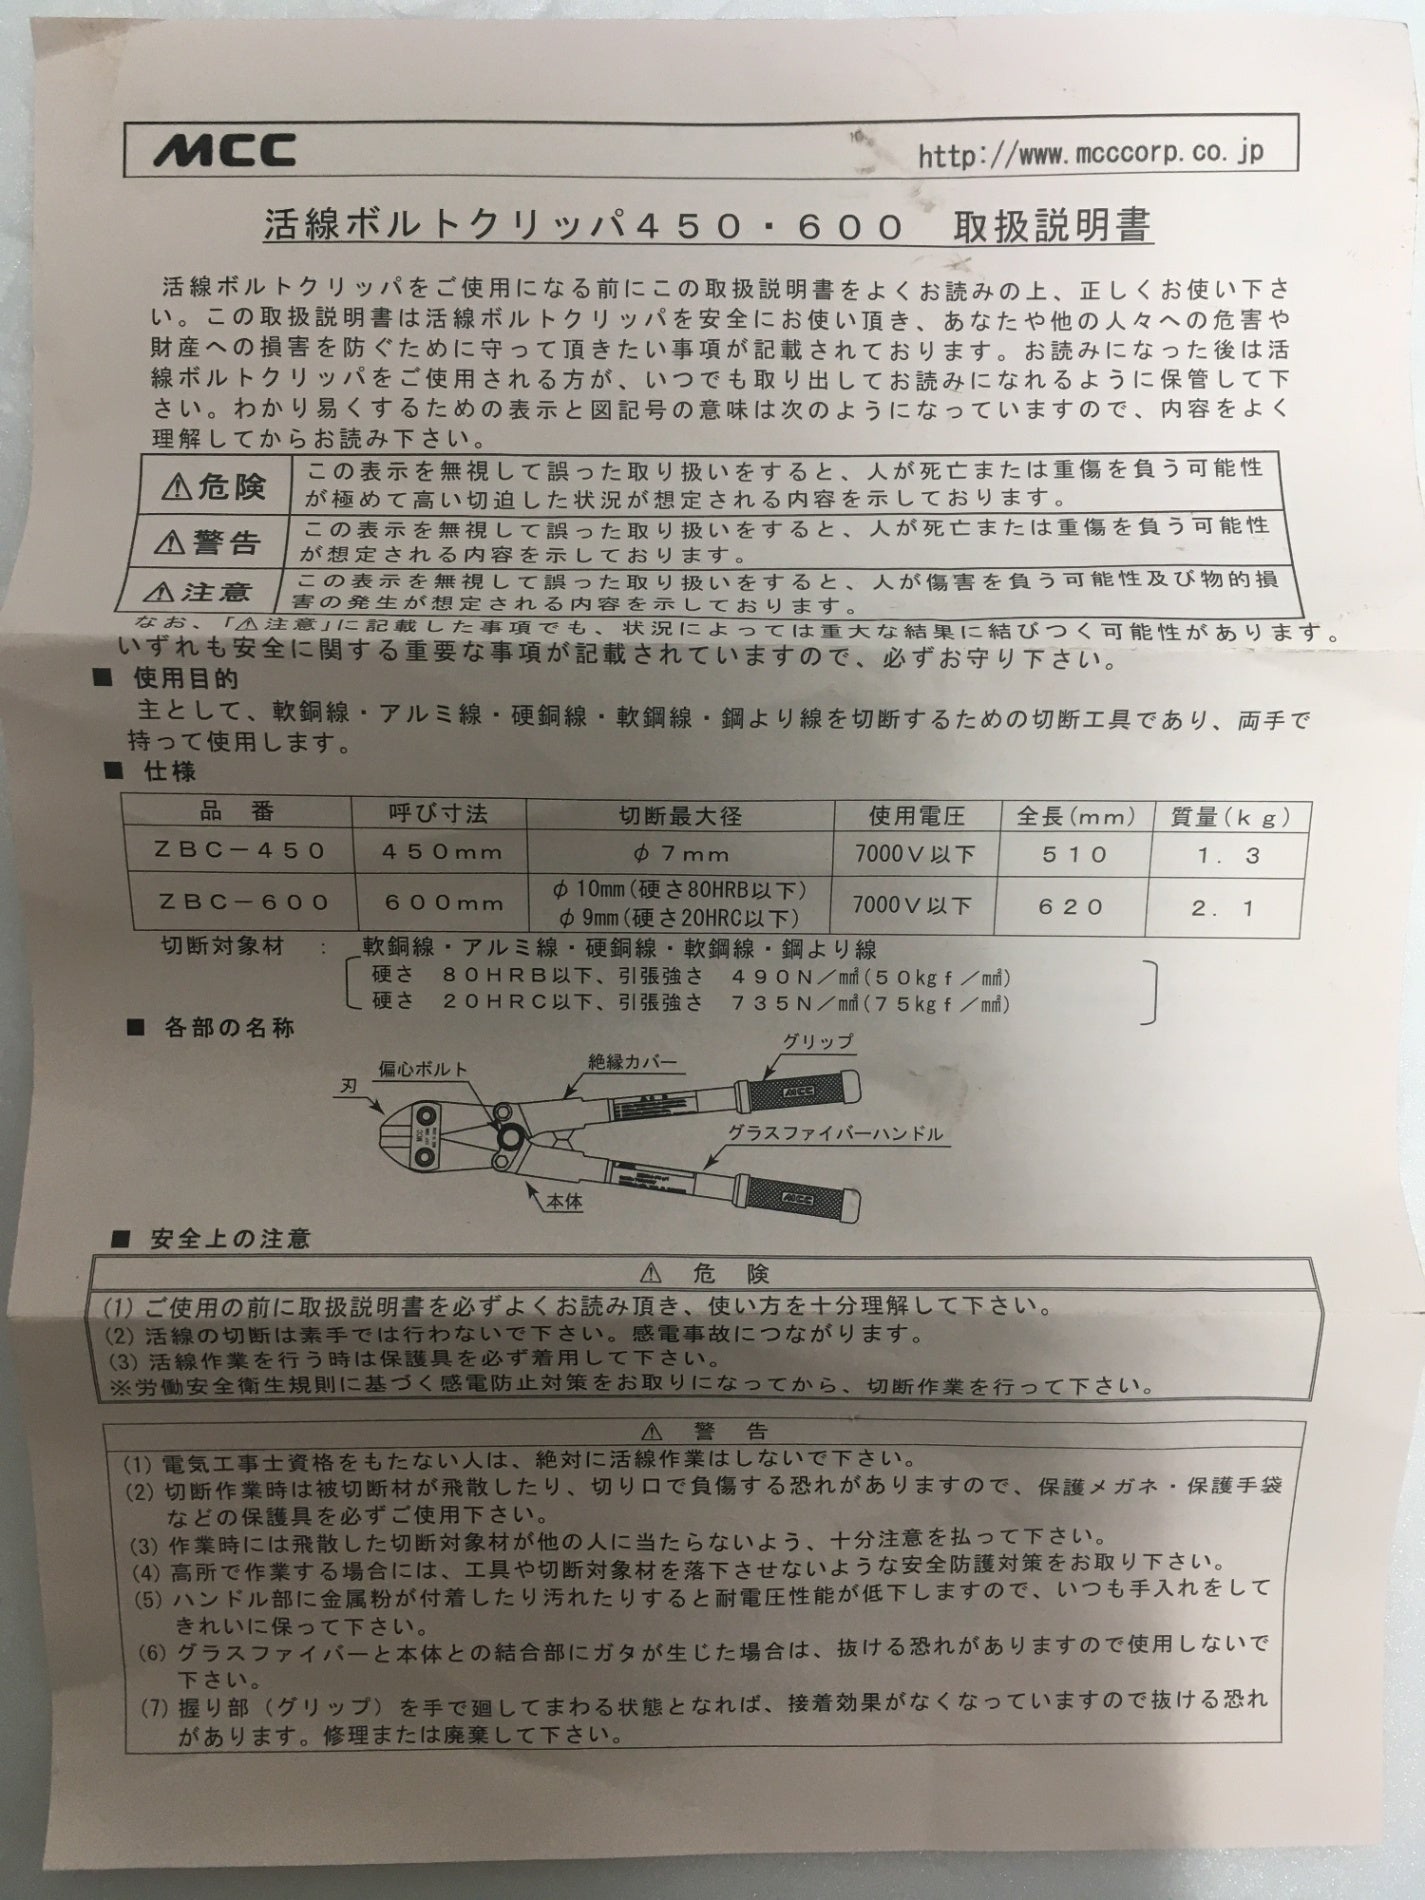 MCC
http://www.mcccorp.co.jp
活線ボルトクリッパ４５０・６００　取扱説明書
活線ボルトクリッパをご使用になる前にこの取扱説明書をよくお読みの上、正しくお使い下さ
い。この取扱説明書は活線ボルトクリッパを安全にお使い頂き、あなたや他の人々への危害や
財産への損害を防ぐために守って頂きたい事項が記載されております。お読みになった後は活
線ボルトクリッパをご使用される方が、いつでも取り出してお読みになれるように保管して下
さい。わかり易くするための表示と図記号の意味は次のようになっていますので、内容をよく
理解してからお読み下さい。
⚠危険
この表示を無視して誤った取り扱いをすると、人が死亡または重傷を負う可能性
が極めて高い切迫した状況が想定される内容を示しております。
⚠警告
この表示を無視して誤った取り扱いをすると、人が死亡または重傷を負う可能性
が想定される内容を示しております。
⚠注意
この表示を無視して誤った取り扱いをすると、人が傷害を負う可能性及び物的損
害の発生が想定される内容を示しております。
なお、「⚠注意」に記載した事項でも、状況によっては重大な結果に結びつく可能性があります。
いずれも安全に関する重要な事項が記載されていますので、必ずお守り下さい。
■ 使用目的
主として、軟銅線・アルミ線・硬銅線・軟鋼線・鋼より線を切断するための切断工具であり、両手で
持って使用します。
■ 仕様
品　番　呼び寸法　切断最大径　使用電圧　全長(mm)　質量(ｋｇ)
ＺＢＣ－４５０　４５０mm　φ７mm　7000Ｖ以下　５１０　１．３
ＺＢＣ－６００　６００mm　φ10mm(硬さ80HRB以下)　7000Ｖ以下　６２０　２．１
φ9mm(硬さ20HRC以下)
切断対象材　：　軟銅線・アルミ線・硬銅線・軟鋼線・鋼より線
硬さ　８０ＨＲＢ以下、引張強さ　４９０Ｎ／㎟(５０kgｆ／㎟)
硬さ　２０ＨＲＣ以下、引張強さ　７３５Ｎ／㎟(７５kgｆ／㎟)
■ 各部の名称
グリップ
絶縁カバー
偏心ボルト
刃
MCC
グラスファイバーハンドル
MCC
本体
■ 安全上の注意
⚠　危　険
(1) ご使用の前に取扱説明書を必ずよくお読み頂き、使い方を十分理解して下さい。
(2) 活線の切断は素手では行わないで下さい。感電事故につながります。
(3) 活線作業を行う時は保護具を必ず着用して下さい。
※労働安全衛生規則に基づく感電防止対策をお取りになってから、切断作業を行って下さい。
⚠　警　告
(1) 電気工事士資格をもたない人は、絶対に活線作業はしないで下さい。
(2) 切断作業時は被切断材が飛散したり、切り口で負傷する恐れがありますので、保護メガネ・保護手袋
などの保護具を必ずご使用下さい。
(3) 作業時には飛散した切断対象材が他の人に当たらないよう、十分注意を払って下さい。
(4) 高所で作業する場合には、工具や切断対象材を落下させないような安全防護対策をお取り下さい。
(5) ハンドル部に金属粉が付着したり汚れたりすると耐電圧性能が低下しますので、いつも手入れをして
きれいに保って下さい。
(6) グラスファイバーと本体との結合部にガタが生じた場合は、抜ける恐れがありますので使用しないで
下さい。
(7) 握り部（グリップ）を手で廻してまわる状態となれば、接着効果がなくなっていますので抜ける恐れ
があります。修理または廃棄して下さい。